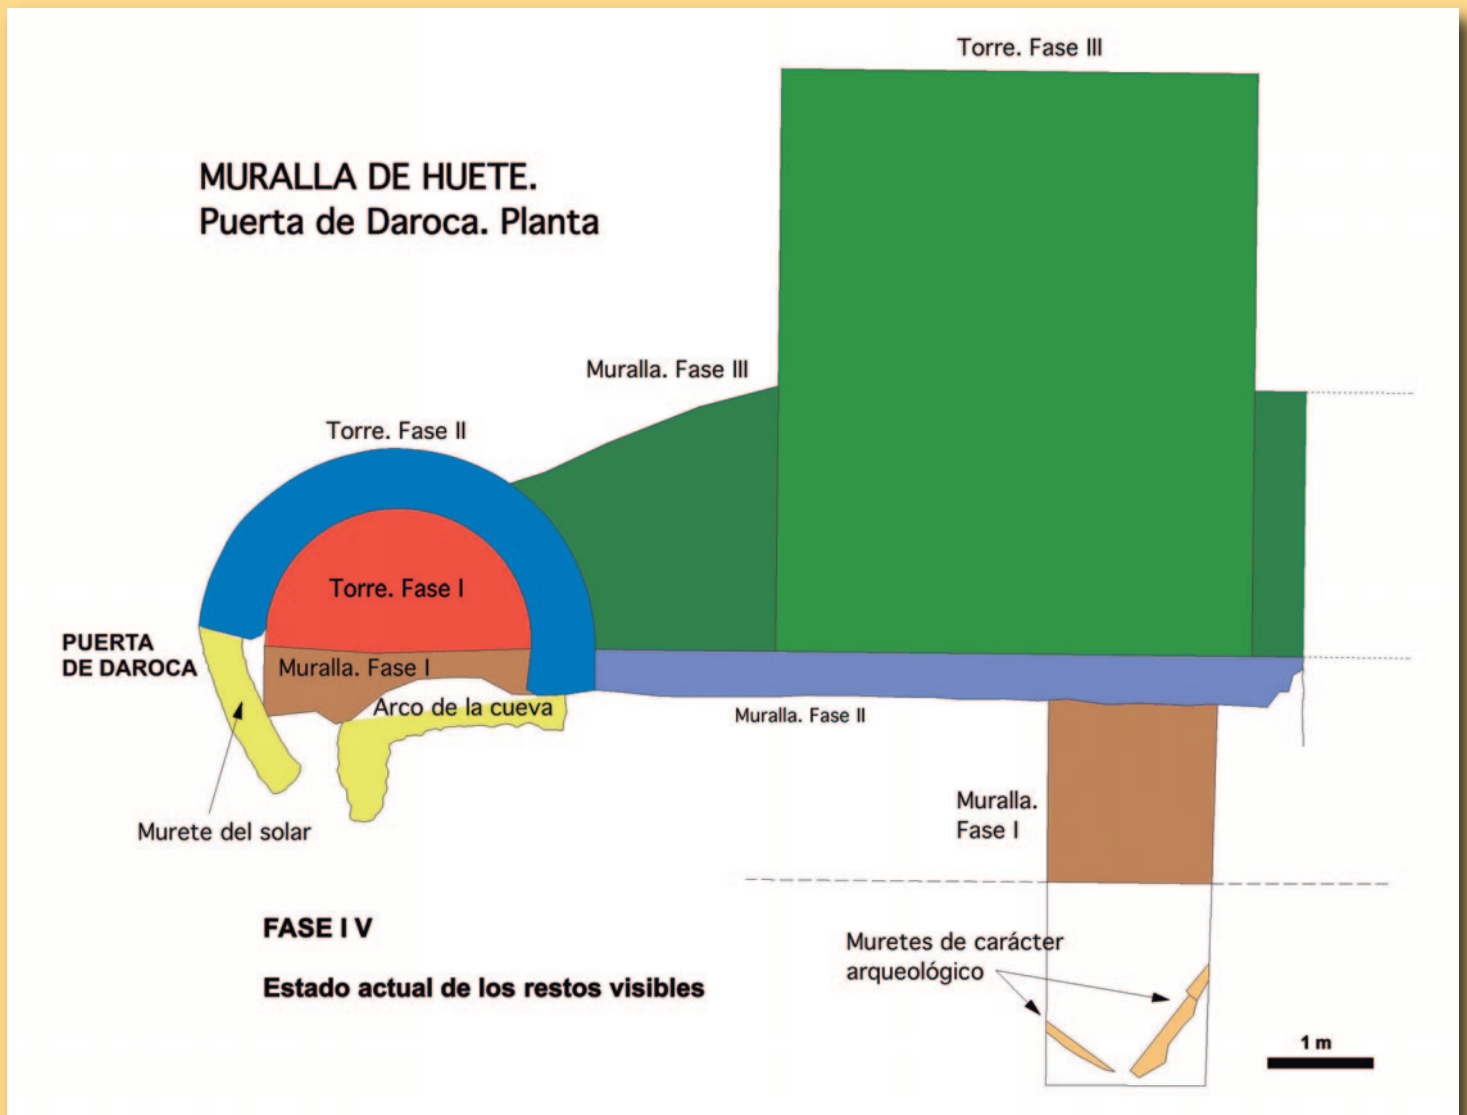 Torre. Fase III
MURALLA DE HUETE.
Puerta de Daroca. Planta
Muralla. Fase III
Torre. Fase II
Torre. Fase I
PUERTA
DE DAROCA
Muralla. Fase I
Arco de la cueva
Muralla. Fase II
Murete del solar
Muralla.
Fase I
FASE I V
Estado actual de los restos visibles
Muretes de carácter
arqueológico
1 m